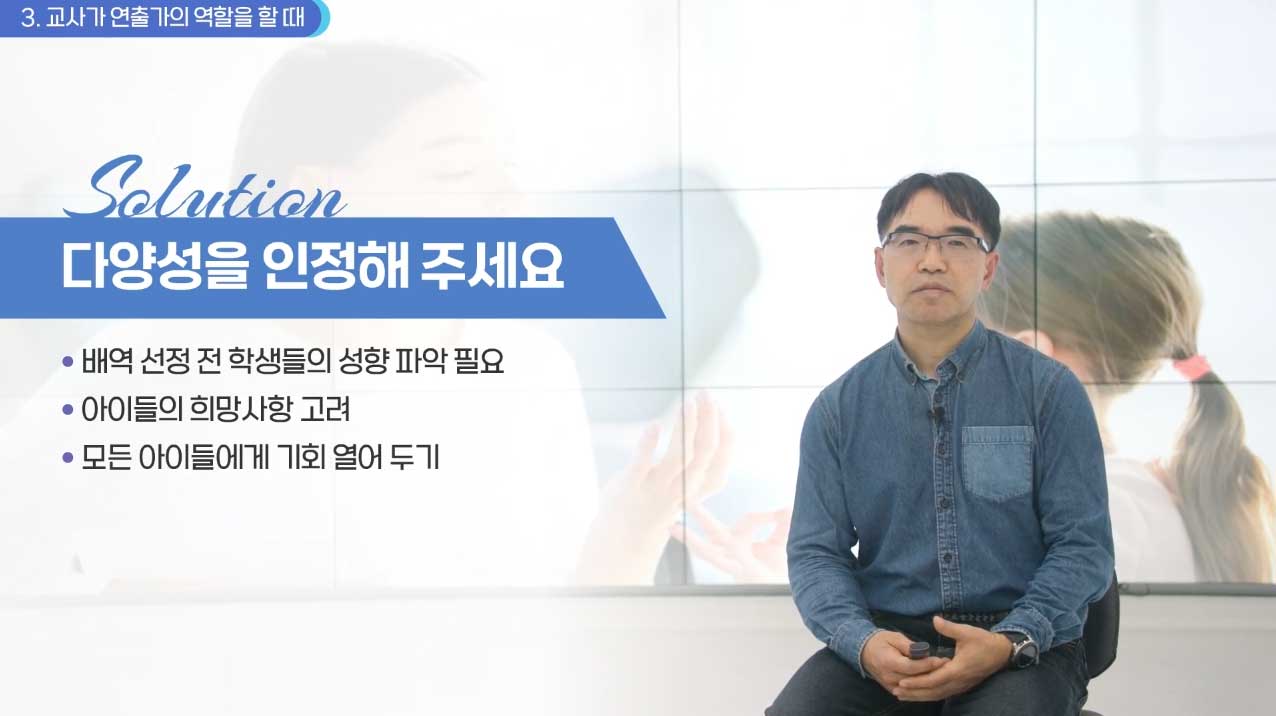 3. 교사가 연출가의 역할을 할 때
Solution
다양성을 인정해 주세요
• 배역 선정 전 학생들의 성향 파악 필요
• 아이들의 희망사항 고려
• 모든 아이들에게 기회 열어 두기